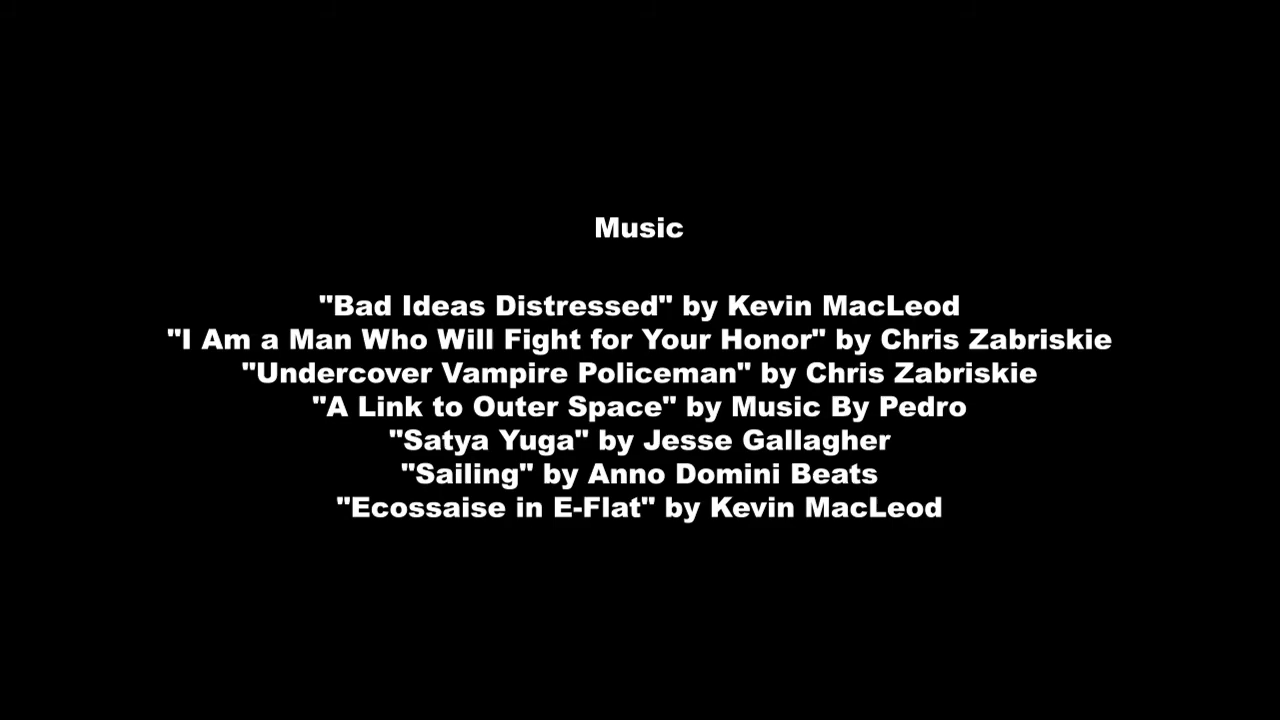 Music
"Bad Ideas Distressed" by Kevin MacLeod
"I Am a Man Who Will Fight for Your Honor" by Chris Zabriskie
"Undercover Vampire Policeman" by Chris Zabriskie
"A Link to Outer Space" by Music By Pedro
"Satya Yuga" by Jesse Gallagher
"Sailing" by Anno Domini Beats
"Ecossaise in E-Flat" by Kevin MacLeod